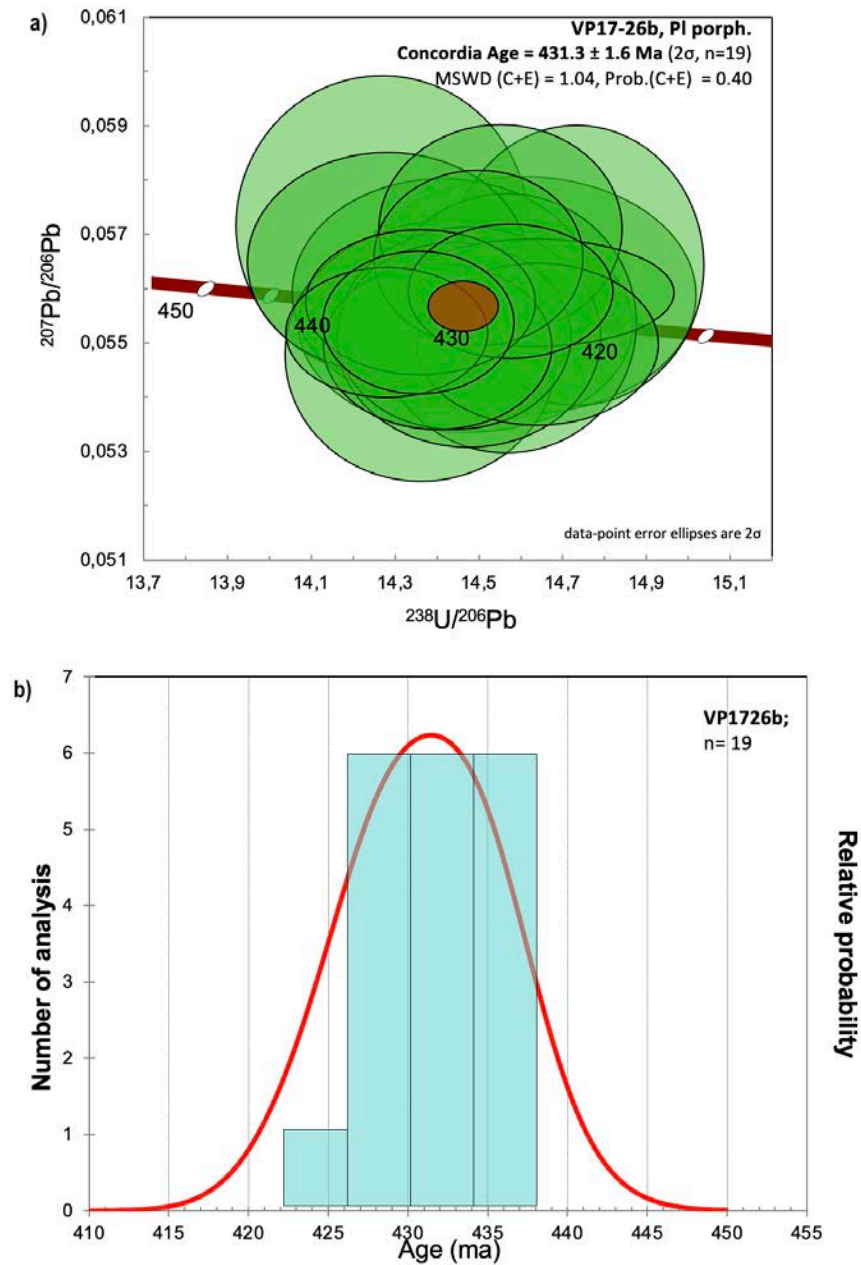 a)
VP17-26b, Pl porph.
Concordia Age = 431.3 ± 1.6 Ma (2σ, n=19)
MSWD (C+E) = 1.04, Prob.(C+E) = 0.40
0,061
0,059
0,057
0,055
0,053
0,051
²⁰⁷Pb/²⁰⁶Pb
450
440
430
420
data-point error ellipses are 2σ
13,7 13,9 14,1 14,3 14,5 14,7 14,9 15,1
²³⁸U/²⁰⁶Pb
b)
VP1726b;
n= 19
7
6
5
4
3
2
1
0
Number of analysis
Relative probability
410 415 420 425 430 435 440 445 450 455
Age (ma)